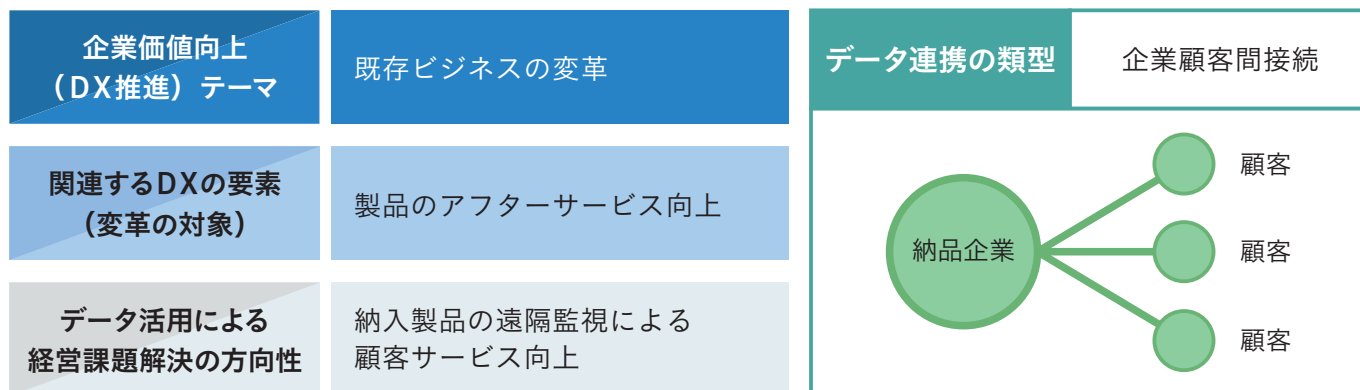 企業価値向上
（DX推進）テーマ
既存ビジネスの変革
関連するDXの要素
（変革の対象）
製品のアフターサービス向上
データ活用による
経営課題解決の方向性
納入製品の遠隔監視による
顧客サービス向上
データ連携の類型
企業顧客間接続
納品企業
顧客
顧客
顧客